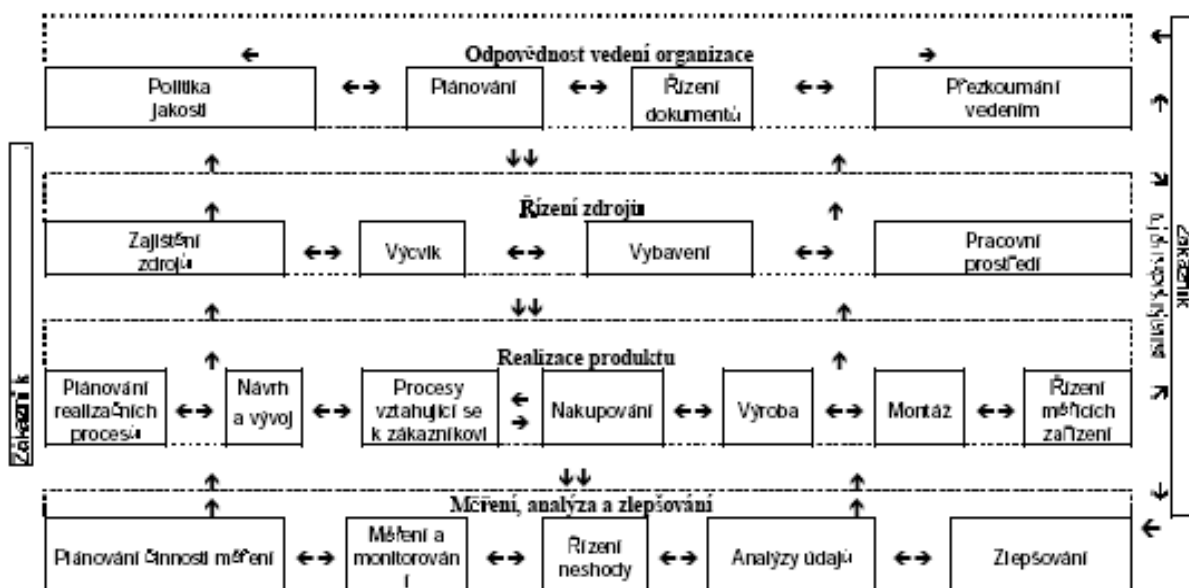 Odpovědnost vedení organizace
Politika
jakosti
Plánování
Řízení
dokumentů
Přezkoumání
vedením
Řízení zdrojů
Zajištění
zdrojů
Výcvik
Vybavení
Pracovní
prostředí
Realizace produktu
Plánování
realizačních
procesů
Návrh
a vývoj
Procesy
vztahující se
k zákazníkovi
Nakupování
Výroba
Montáž
Řízení
měřicích
zařízení
Měření, analýza a zlepšování
Plánování činností měření
Měření a
monitorován
í
Řízení
neshody
Analýzy údajů
Zlepšování
Zákazník
Zákazník